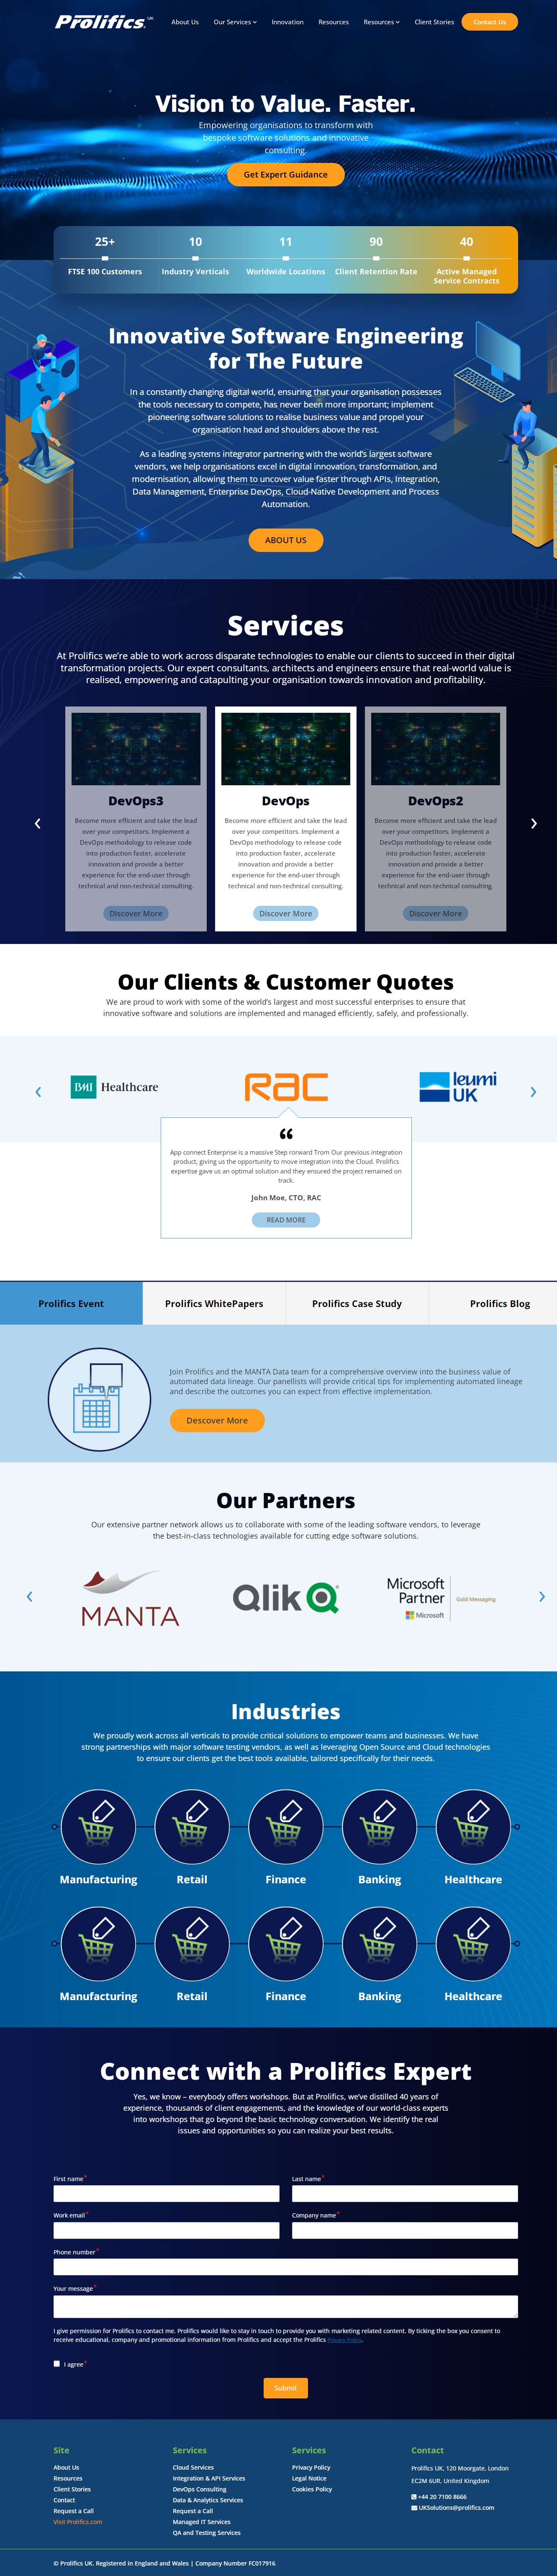 Prolifics. UK
About Us
Our Services
Innovation
Resources
Resources
Client Stories
Contact Us
Vision to Value. Faster.
Empowering organisations to transform with
bespoke software solutions and innovative
consulting.
Get Expert Guidance
25+
10
11
90
40
FTSE 100 Customers
Industry Verticals
Worldwide Locations
Client Retention Rate
Active Managed
Service Contracts
Innovative Software Engineering
for The Future
In a constantly changing digital world, ensuring that your organisation possesses
the tools necessary to compete, has never been more important; implement
pioneering software solutions to realise business value and propel your
organisation head and shoulders above the rest.
As a leading systems integrator partnering with the world's largest software
vendors, we help organisations excel in digital innovation, transformation, and
modernisation, allowing them to uncover value faster through APIs, Integration,
Data Management, Enterprise DevOps, Cloud-Native Development and Process
Automation.
ABOUT US
Services
At Prolifics we're able to work across disparate technologies to enable our clients to succeed in their digital
transformation projects. Our expert consultants, architects and engineers ensure that real-world value is
realised, empowering and catapulting your organisation towards innovation and profitability.
DevOps3
Become more efficient and take the lead
over your competitors. Implement a
DevOps methodology to release code
into production faster, accelerate
innovation and provide a better
experience for the end-user through
technical and non-technical consulting.
Discover More
DevOps
Become more efficient and take the lead
over your competitors. Implement a
DevOps methodology to release code
into production faster, accelerate
innovation and provide a better
experience for the end-user through
technical and non-technical consulting.
Discover More
DevOps2
Become more efficient and take the lead
over your competitors. Implement a
DevOps methodology to release code
into production faster, accelerate
innovation and provide a better
experience for the end-user through
technical and non-technical consulting.
Discover More
Our Clients & Customer Quotes
We are proud to work with some of the world's largest and most successful enterprises to ensure that
innovative software and solutions are implemented and managed efficiently, safely, and professionally.
BMI Healthcare
RAC
leumi
UK
“
App connect Enterprise is a massive Step rorward Trom Our previous integration
product, giving us the opportunity to move integration into the Cloud. Prolifics
expertise gave us an optimal solution and they ensured the project remained on
track.
John Moe, CTO, RAC
READ MORE
Prolifics Event
Prolifics WhitePapers
Prolifics Case Study
Prolifics Blog
Join Prolifics and the MANTA Data team for a comprehensive overview into the business value of
automated data lineage. Our panellists will provide critical tips for implementing automated lineage
and describe the outcomes you can expect from effective implementation.
Descover More
Our Partners
Our extensive partner network allows us to collaborate with some of the leading software vendors, to leverage
the best-in-class technologies available for cutting edge software solutions.
MANTA
Qlik
Microsoft
Partner
Microsoft
Gold Messaging
Industries
We proudly work across all verticals to provide critical solutions to empower teams and businesses. We have
strong partnerships with major software testing vendors, as well as leveraging Open Source and Cloud technologies
to ensure our clients get the best tools available, tailored specifically for their needs.
Manufacturing
Retail
Finance
Banking
Healthcare
Manufacturing
Retail
Finance
Banking
Healthcare
Connect with a Prolifics Expert
Yes, we know – everybody offers workshops. But at Prolifics, we've distilled 40 years of
experience, thousands of client engagements, and the knowledge of our world-class experts
into workshops that go beyond the basic technology conversation. We identify the real
issues and opportunities so you can realize your best results.
First name*
Last name*
Work email*
Company name*
Phone number*
Your message*
I give permission for Prolifics to contact me. Prolifics would like to stay in touch to provide you with marketing related content. By ticking the box you consent to
receive educational, company and promotional information from Prolifics and accept the Prolifics Privacy Policy.
I agree*
Submit
Site
About Us
Resources
Client Stories
Contact
Request a Call
Visit Prolifics.com
Services
Cloud Services
Integration & API Services
DevOps Consulting
Data & Analytics Services
Request a Call
Managed IT Services
QA and Testing Services
Services
Privacy Policy
Legal Notice
Cookies Policy
Contact
Prolifics UK, 120 Moorgate, London
EC2M 6UR, United Kingdom
+44 20 7100 8666
UKSolutions@prolifics.com
© Prolifics UK. Registered in England and Wales | Company Number FC017916